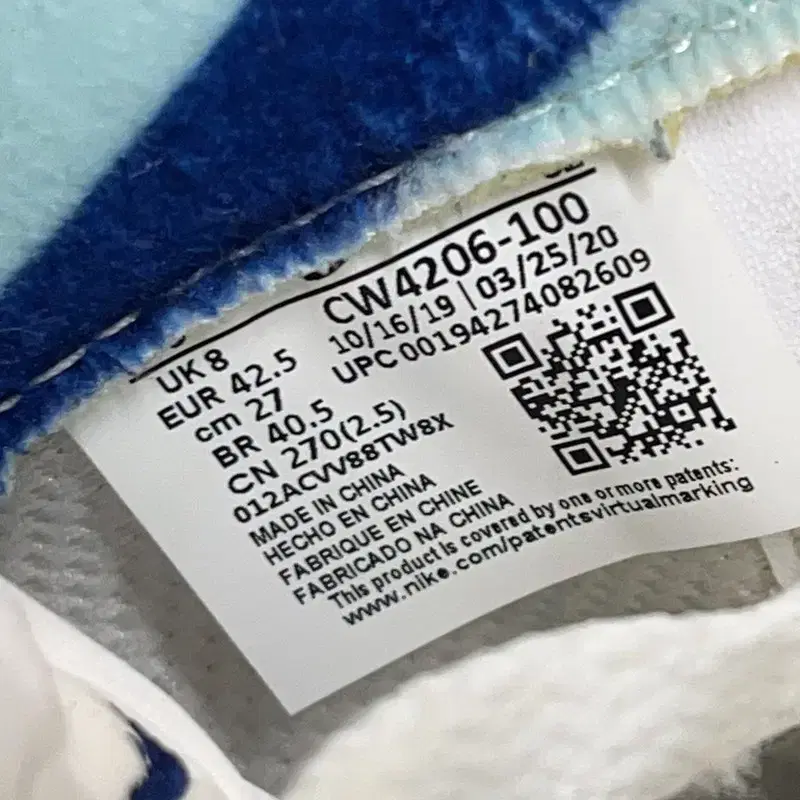 CW4206-100
10/16/19 | 03/25/20
UPC 00194274082609
UK 8
EUR 42.5
cm 27
BR 40.5
CN 270(2.5)
012ACVV88TW8X
MADE IN CHINA
HECHO EN CHINA
FABRIQUE EN CHINE
FABRICADO NA CHINA
This product is covered by one or more patents:
www.nike.com/patentsvirtualmarking